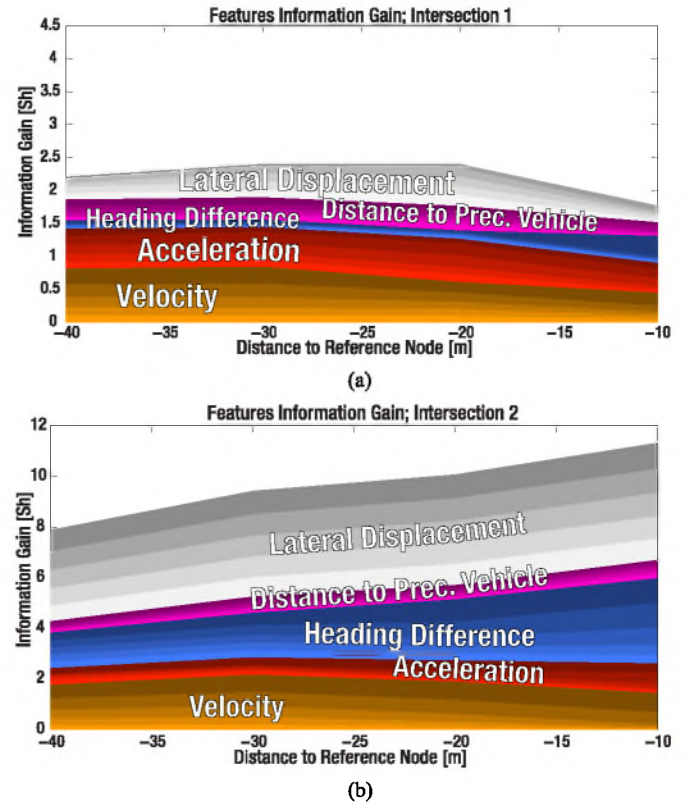 Features Information Gain; Intersection 1
4.5
4
3.5
3
2.5
2
1.5
1
0.5
0
Information Gain [Sh]
Lateral Displacement
Distance to Prec. Vehicle
Heading Difference
Acceleration
Velocity
−40 −35 −30 −25 −20 −15 −10
Distance to Reference Node [m]
(a)
Features Information Gain; Intersection 2
12
10
8
6
4
2
0
Information Gain [Sh]
Lateral Displacement
Distance to Prec. Vehicle
Heading Difference
Acceleration
Velocity
−40 −35 −30 −25 −20 −15 −10
Distance to Reference Node [m]
(b)